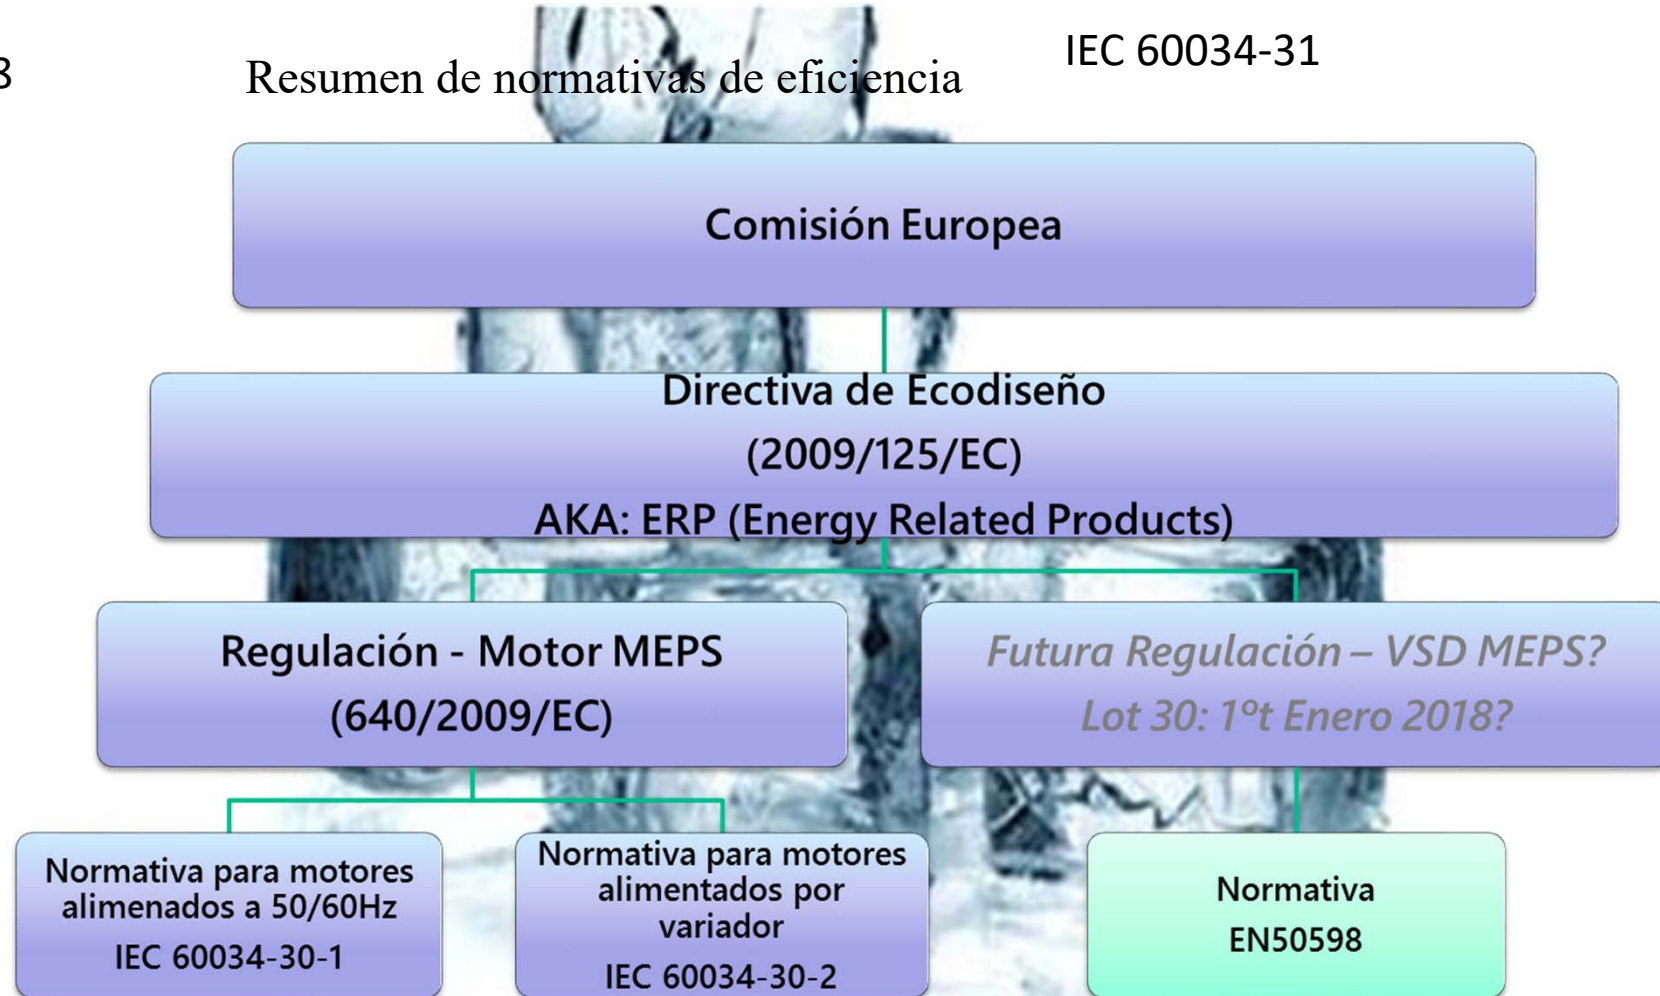 8
Resumen de normativas de eficiencia
IEC 60034-31
Comisión Europea
Directiva de Ecodiseño
(2009/125/EC)
AKA: ERP (Energy Related Products)
Regulación - Motor MEPS
(640/2009/EC)
Futura Regulación – VSD MEPS?
Lot 30: 1ºt Enero 2018?
Normativa para motores
alimenados a 50/60Hz
IEC 60034-30-1
Normativa para motores
alimentados por
variador
IEC 60034-30-2
Normativa
EN50598